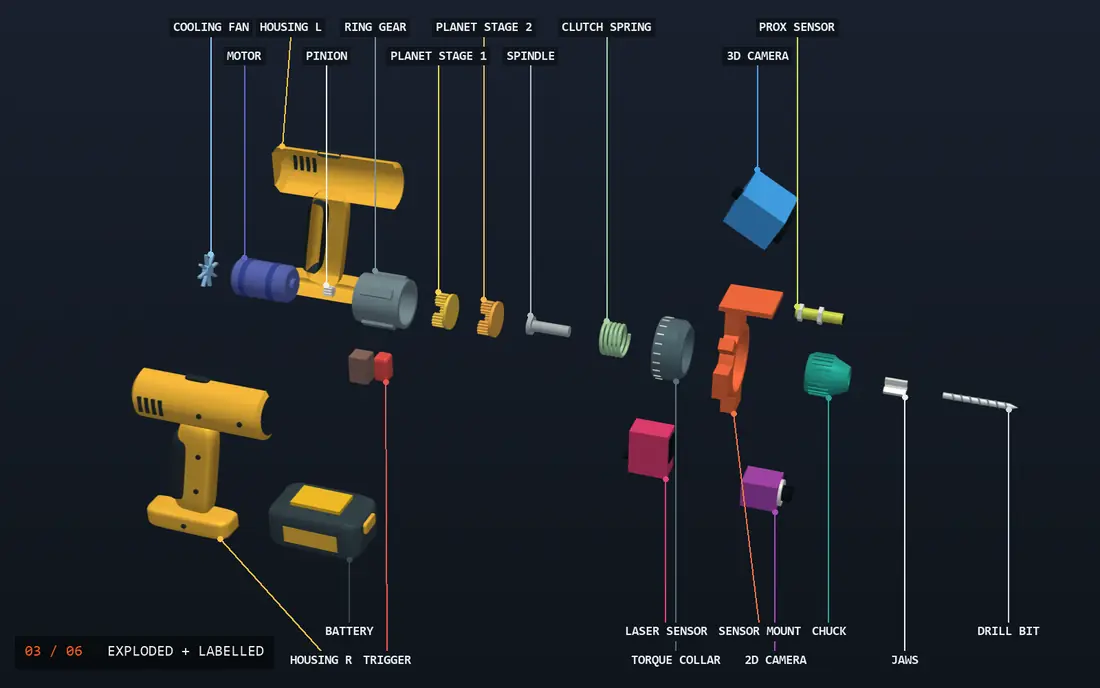 COOLING FAN
HOUSING L
RING GEAR
PLANET STAGE 2
CLUTCH SPRING
PROX SENSOR
MOTOR
PINION
PLANET STAGE 1
SPINDLE
3D CAMERA
BATTERY
LASER SENSOR
SENSOR MOUNT
CHUCK
DRILL BIT
03 / 06 EXPLODED + LABELLED
HOUSING R
TRIGGER
TORQUE COLLAR
2D CAMERA
JAWS